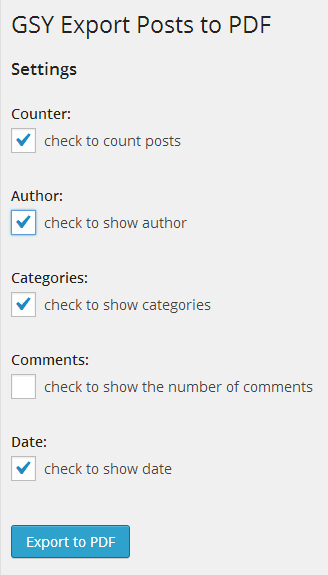 GSY Export Posts to PDF
Settings
Counter:
check to count posts
Author:
check to show author
Categories:
check to show categories
Comments:
check to show the number of comments
Date:
check to show date
Export to PDF